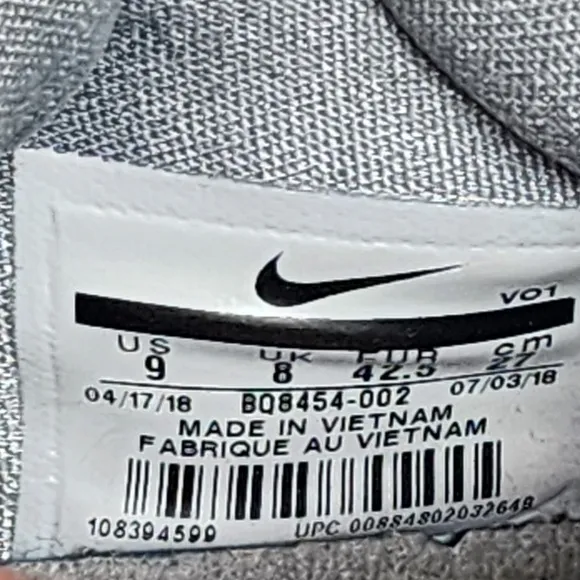 VO1
US UK EUR cm
9 8 42.5 27
04/17/18 BQ8454-002 07/03/18
MADE IN VIETNAM
FABRIQUE AU VIETNAM
108394599 UPC 00884802032648